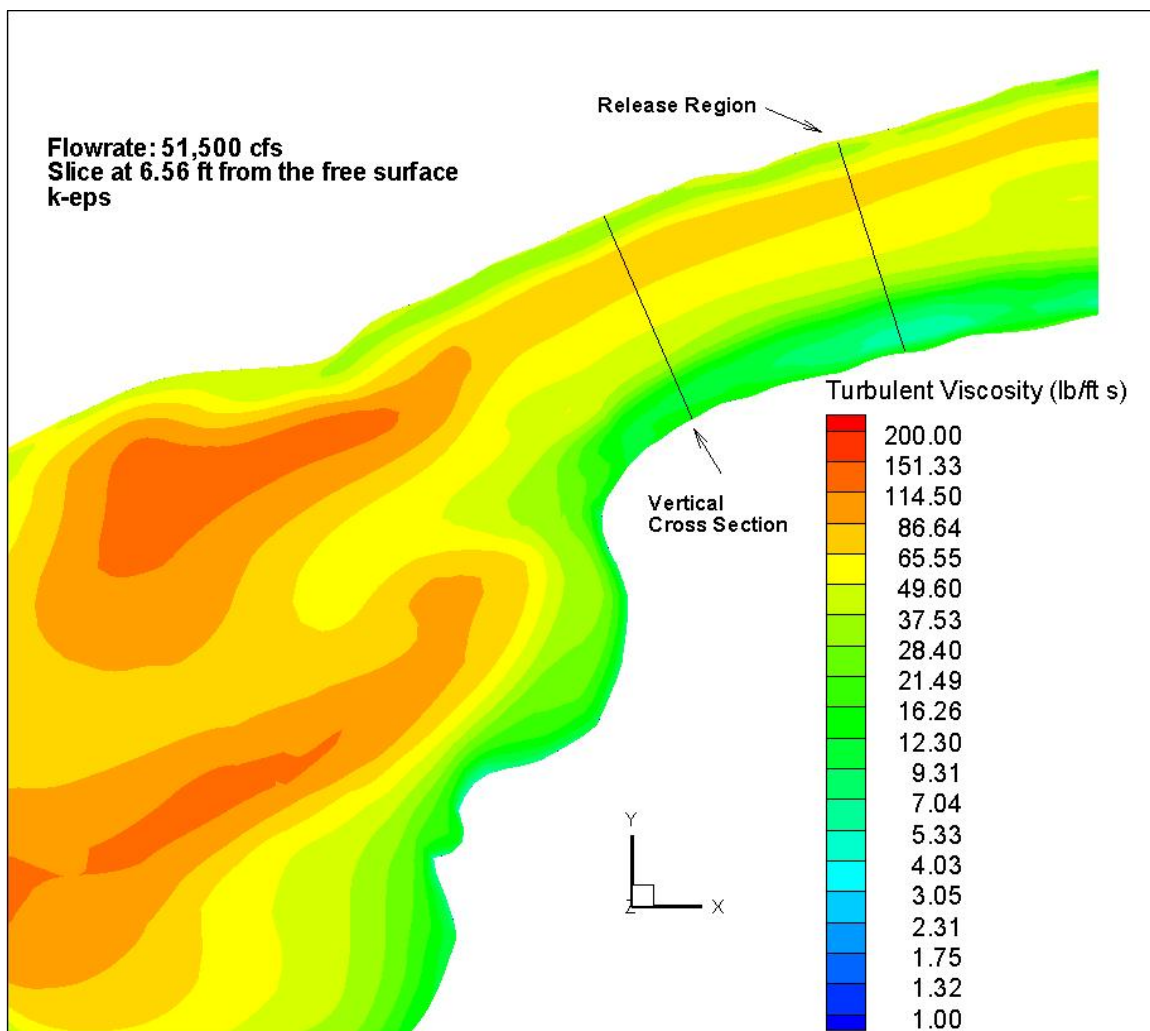 Release Region
Flowrate: 51,500 cfs
Slice at 6.56 ft from the free surface
k-eps
Vertical
Cross Section
Turbulent Viscosity (lb/ft s)
200.00
151.33
114.50
86.64
65.55
49.60
37.53
28.40
21.49
16.26
12.30
9.31
7.04
5.33
4.03
3.05
2.31
1.75
1.32
1.00
Y
Z
X